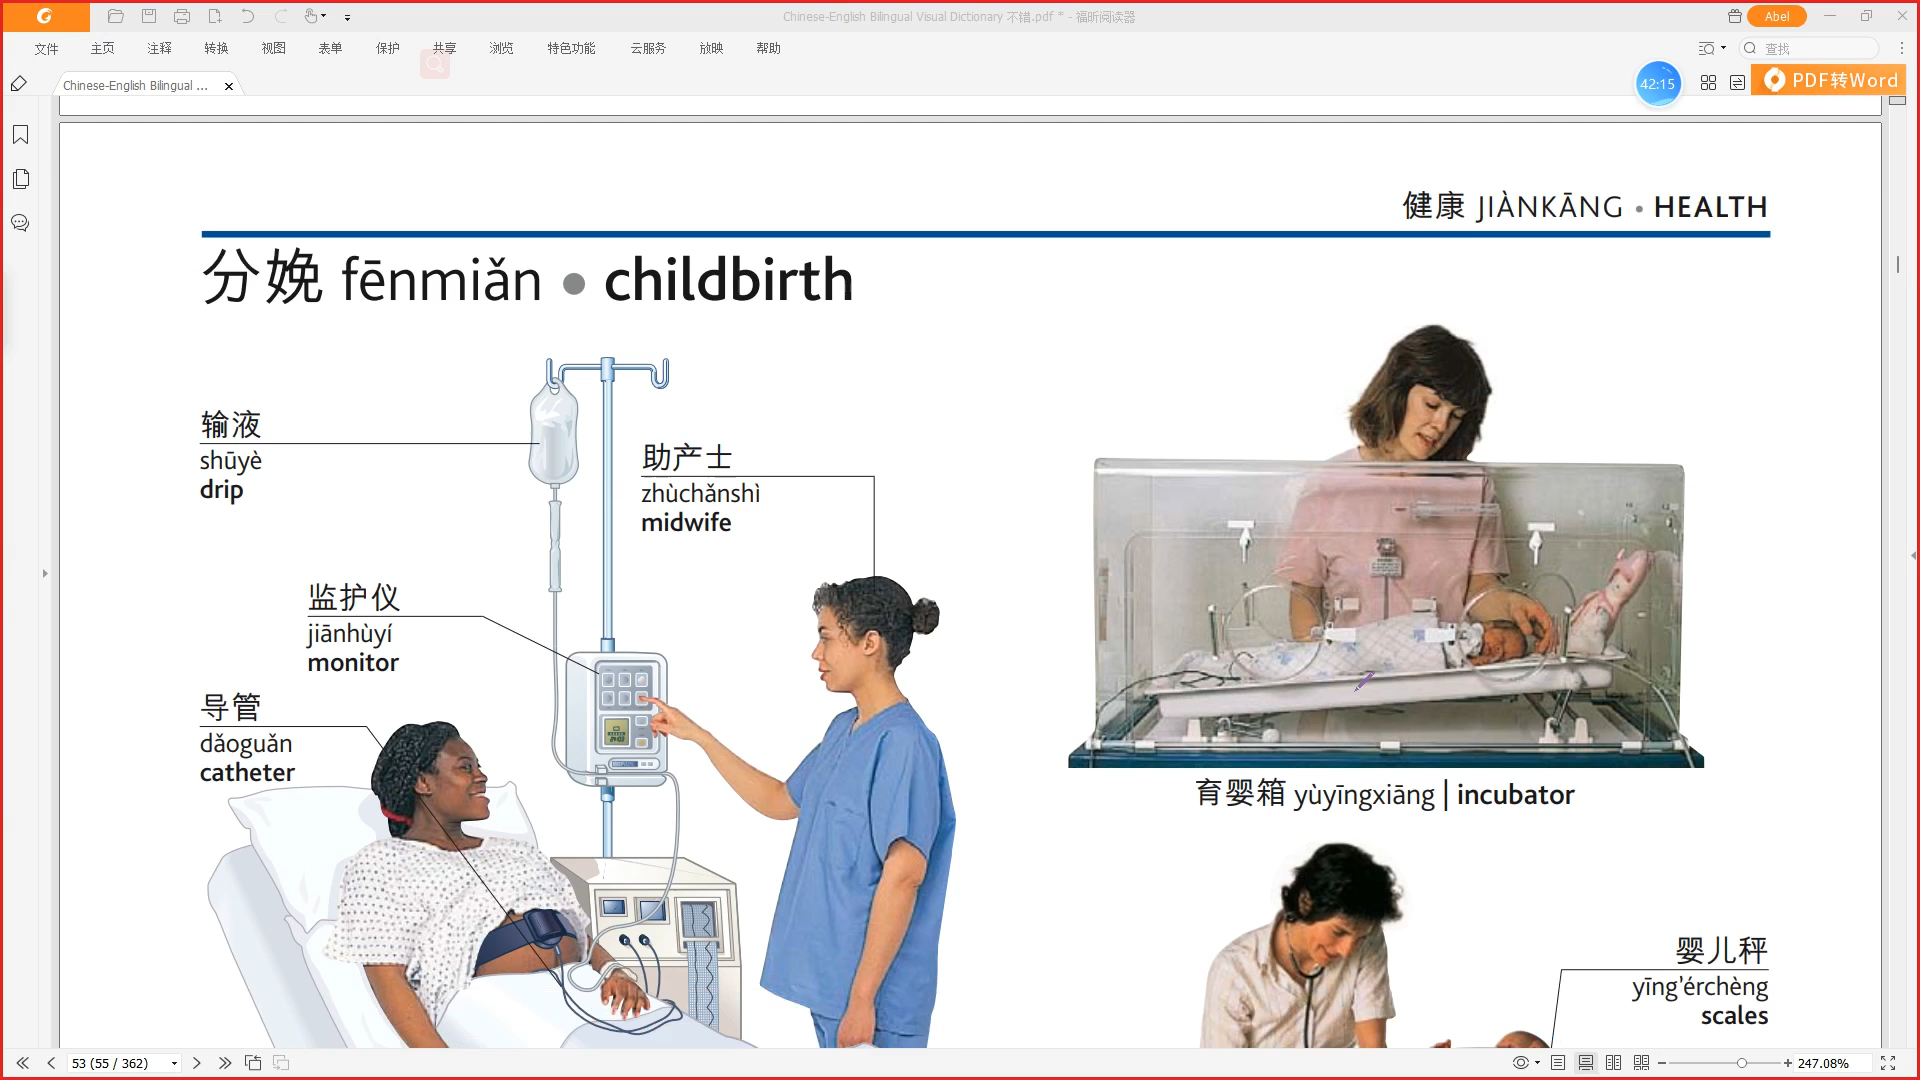 Chinese-English Bilingual Visual Dictionary 不错.pdf * - 福昕阅读器
Abel
文件 主页 注释 转换 视图 表单 保护 共享 浏览 特色功能 云服务 放映 帮助
查找
Chinese-English Bilingual ...
42:15
PDF转Word
健康 JIÀNKĀNG • HEALTH
分娩 fēnmiǎn • childbirth
输液
shūyè
drip
助产士
zhùchǎnshì
midwife
监护仪
jiānhùyí
monitor
导管
dǎoguǎn
catheter
育婴箱 yùyīngxiāng | incubator
婴儿秤
yīng'érchèng
scales
53 (55 / 362)
247.08%